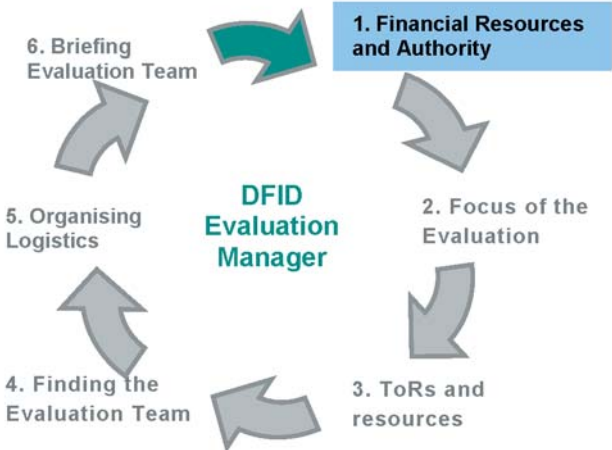 1. Financial Resources
and Authority
2. Focus of the
Evaluation
3. ToRs and
resources
4. Finding the
Evaluation Team
5. Organising
Logistics
6. Briefing
Evaluation Team
DFID
Evaluation
Manager